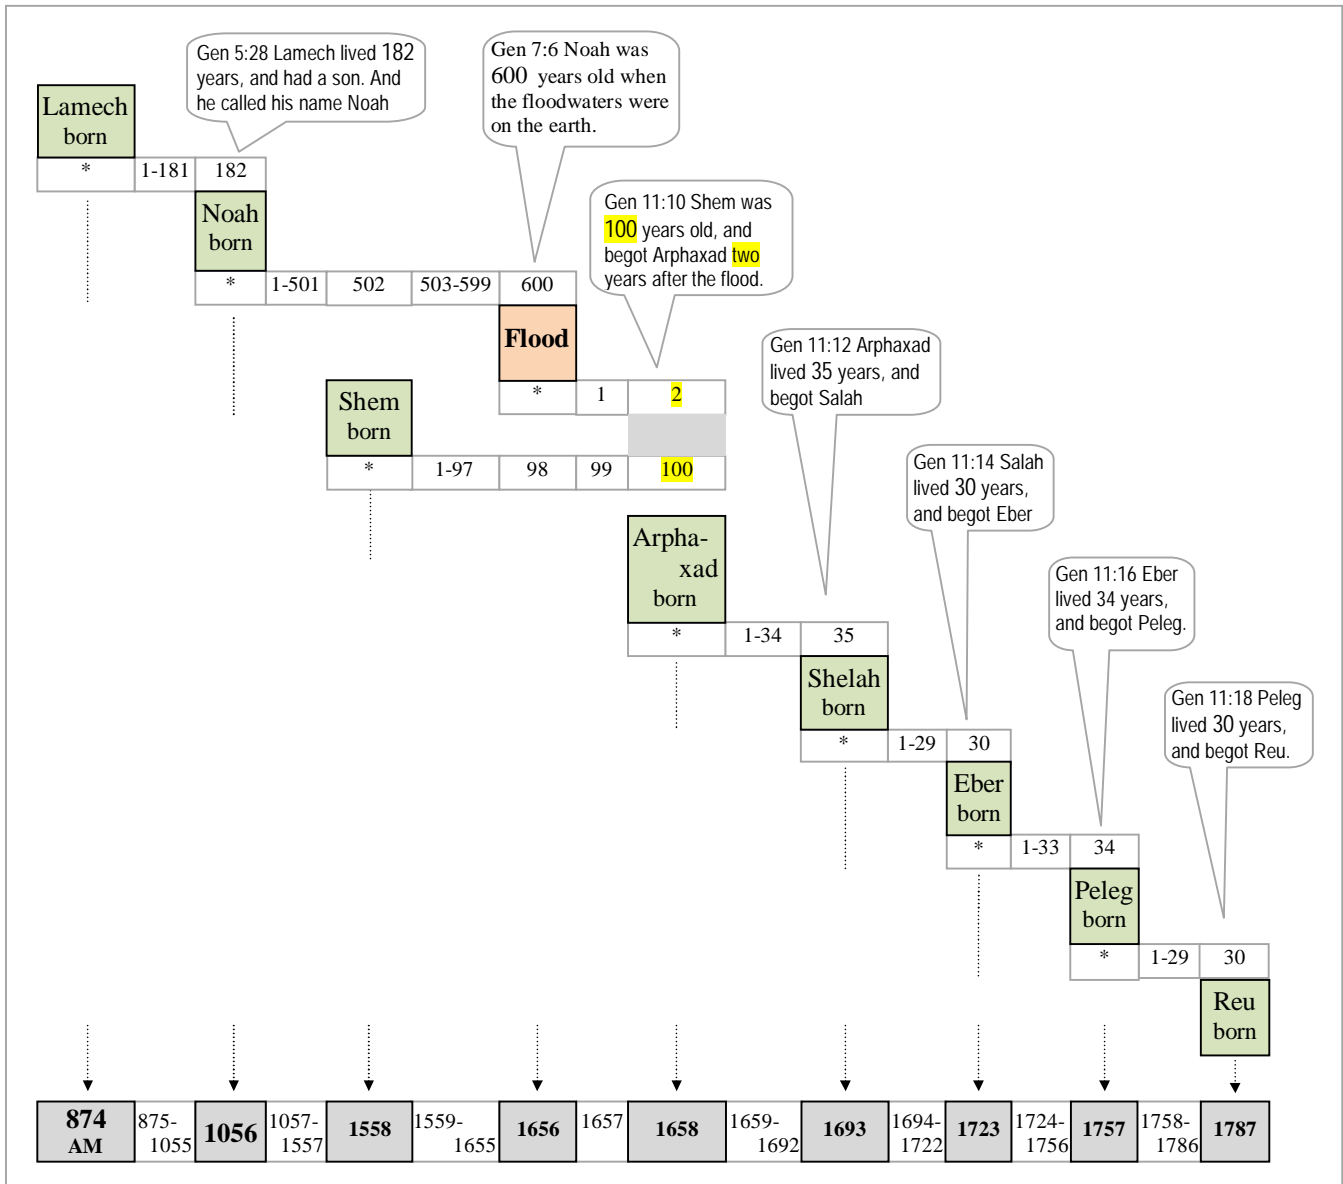 Gen 5:28 Lamech lived 182
years, and had a son. And
he called his name Noah
Gen 7:6 Noah was
600 years old when
the floodwaters were
on the earth.
Lamech
born
* 1-181 182
Noah
born
Gen 11:10 Shem was
100 years old, and
begot Arphaxad two
years after the flood.
* 1-501 502 503-599 600
Flood
Gen 11:12 Arphaxad
lived 35 years, and
begot Salah
* 1 2
Shem
born
* 1-97 98 99 100
Gen 11:14 Salah
lived 30 years,
and begot Eber
Arpha-
xad
born
Gen 11:16 Eber
lived 34 years,
and begot Peleg.
* 1-34 35
Shelah
born
Gen 11:18 Peleg
lived 30 years,
and begot Reu.
* 1-29 30
Eber
born
* 1-33 34
Peleg
born
* 1-29 30
Reu
born
874
AM
875-
1055
1056
1057-
1557
1558
1559-
1655
1656
1657
1658
1659-
1692
1693
1694-
1722
1723
1724-
1756
1757
1758-
1786
1787